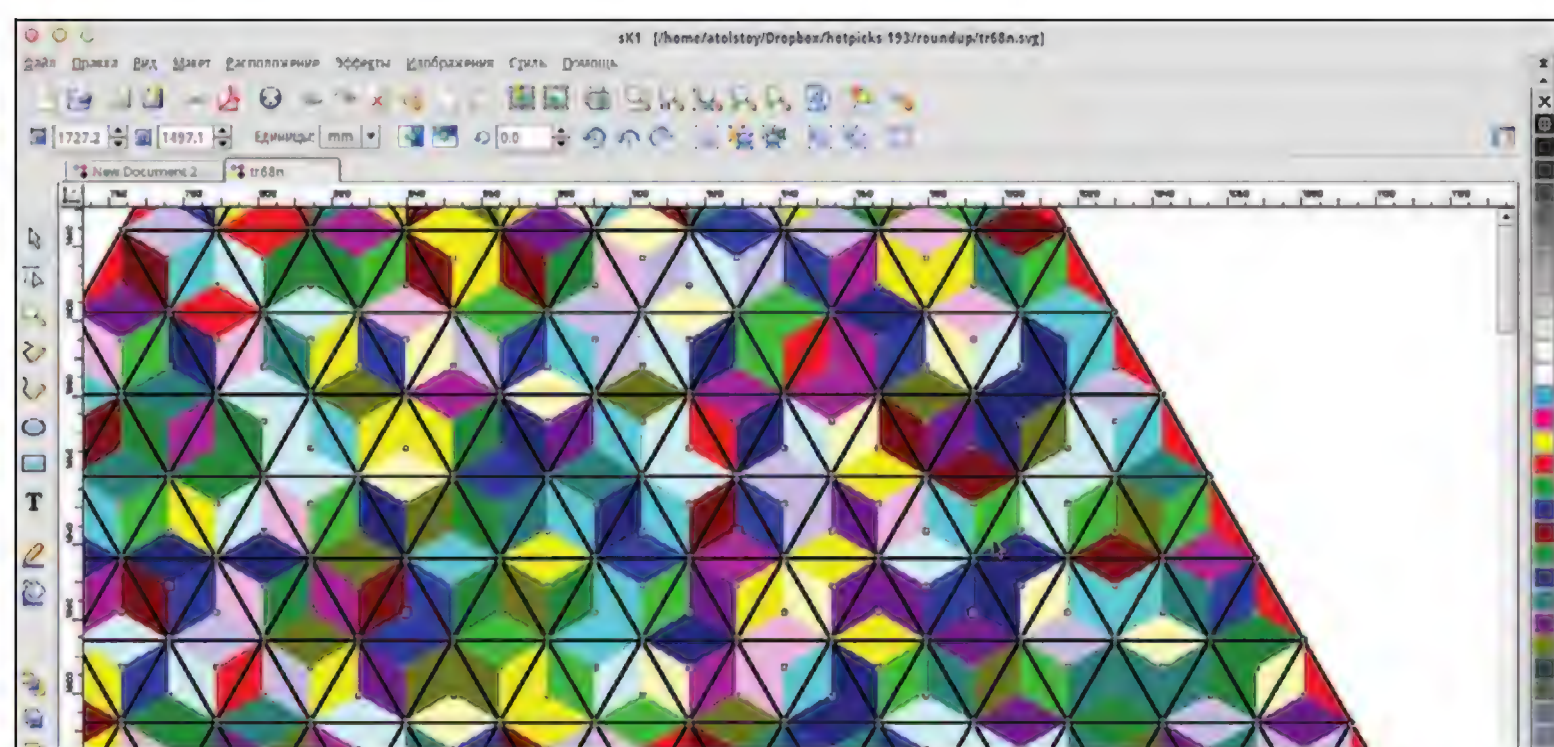 sK1 [/home/atolstoy/Dropbox/hotpicks 193/roundup/tr68n.svg]
Файл Правка Вид Макет Расположение Эффекты Изображения Стиль Помощь
1727.2 1497.1 Единицы: mm 0.0
New Document 2 tr68n
T